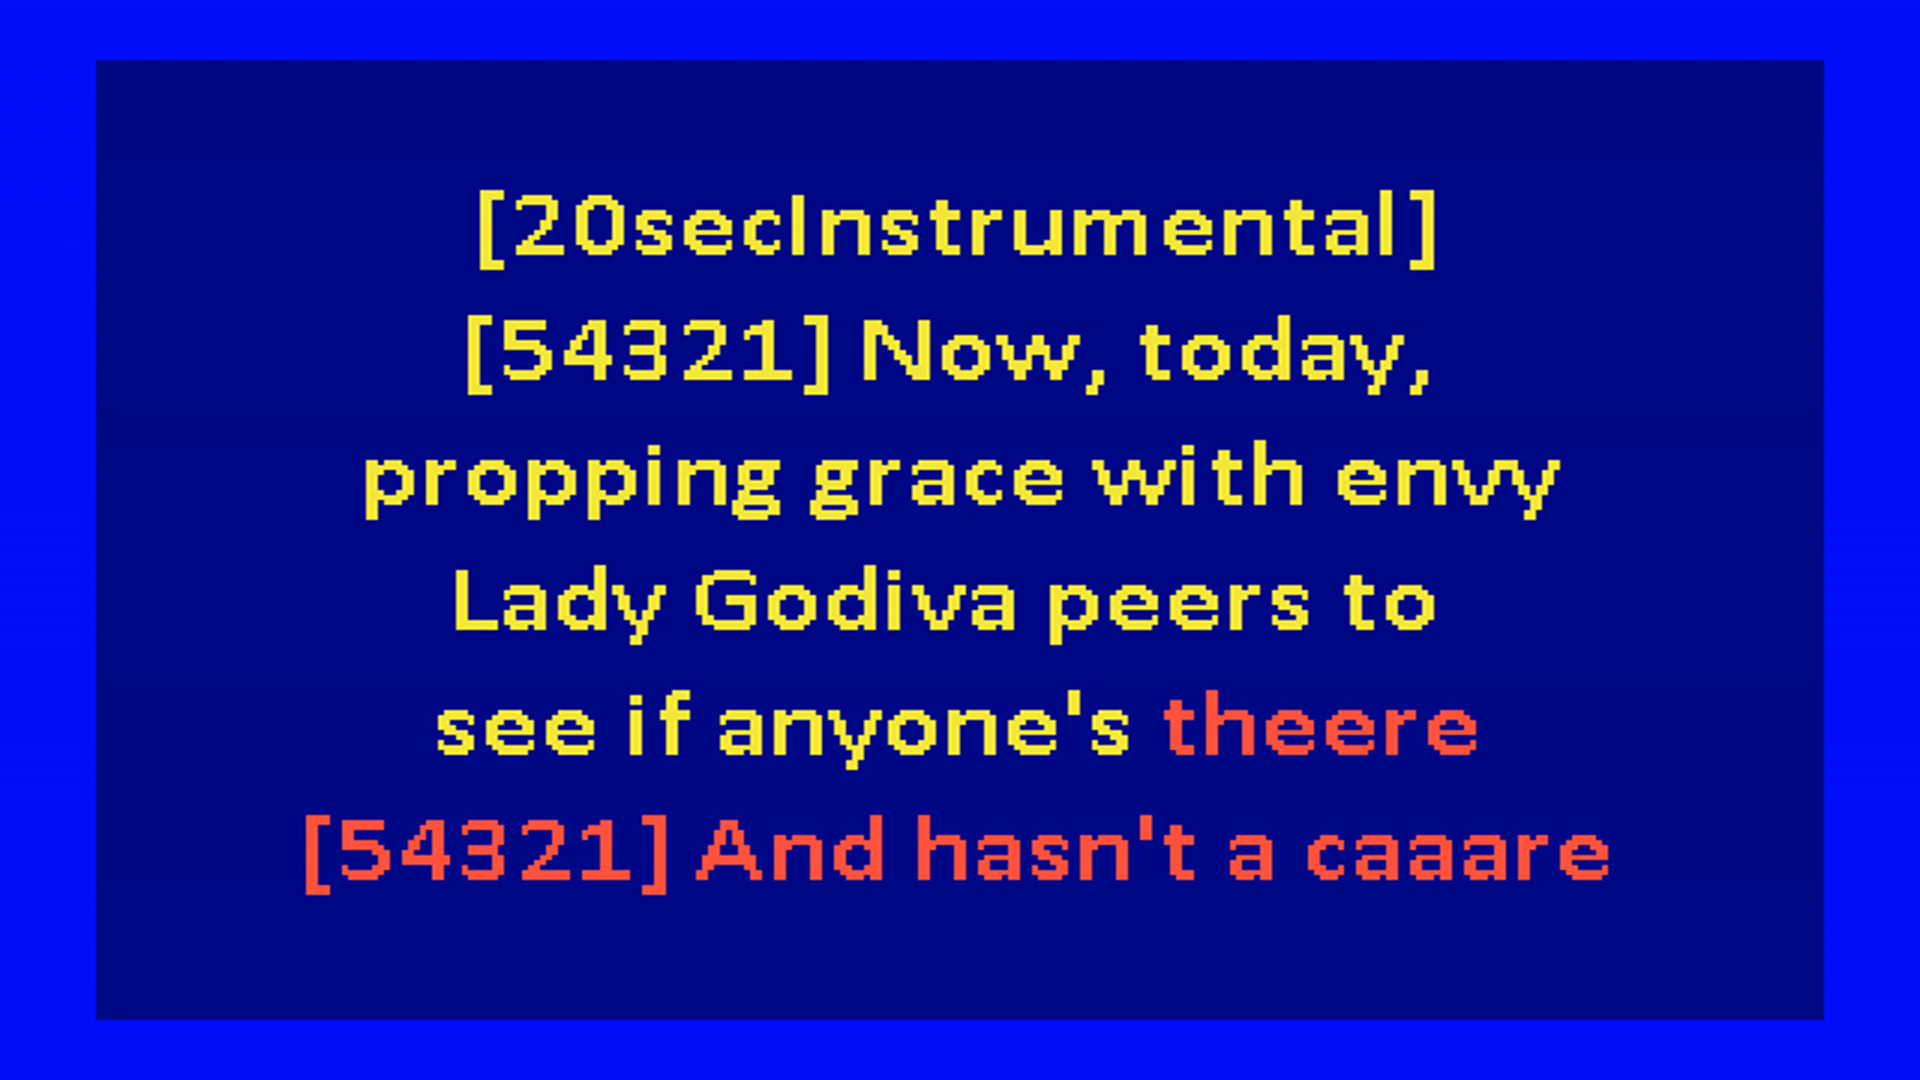 [20secInstrumental]
[54321] Now, today,
propping grace with envy
Lady Godiva peers to
see if anyone's theere
[54321] And hasn't a caaare